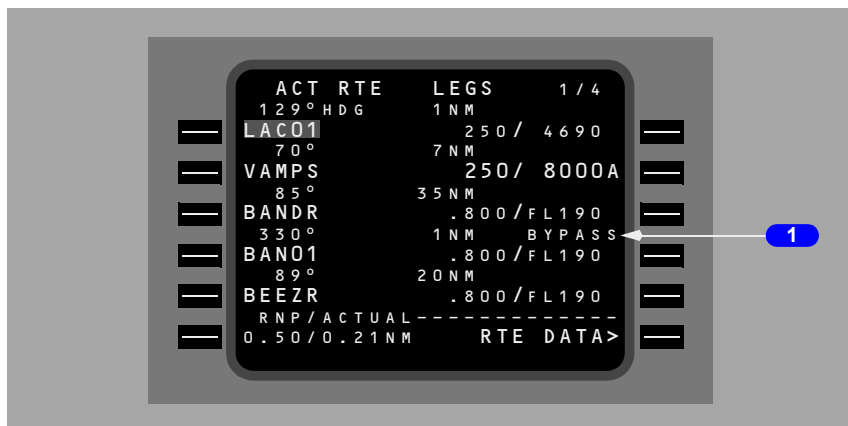 ACT RTE LEGS 1/4
129°HDG 1NM
LACO1 250/ 4690
70° 7NM
VAMPS 250/ 8000A
85° 35NM
BANDR .800/FL190
330° 1NM BYPASS
1
BANO1 .800/FL190
89° 20NM
BEEZR .800/FL190
RNP/ACTUAL-------------
0.50/0.21NM RTE DATA>